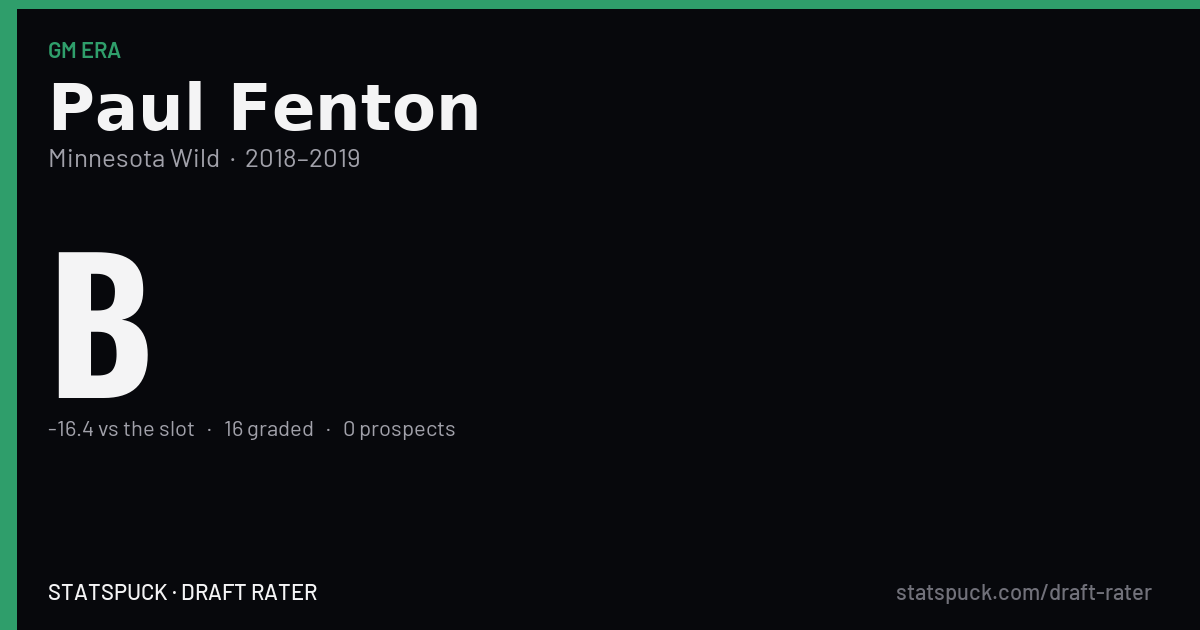 GM ERA
Paul Fenton
Minnesota Wild · 2018–2019
B
-16.4 vs the slot · 16 graded · 0 prospects
STATSPUCK · DRAFT RATER
statspuck.com/draft-rater